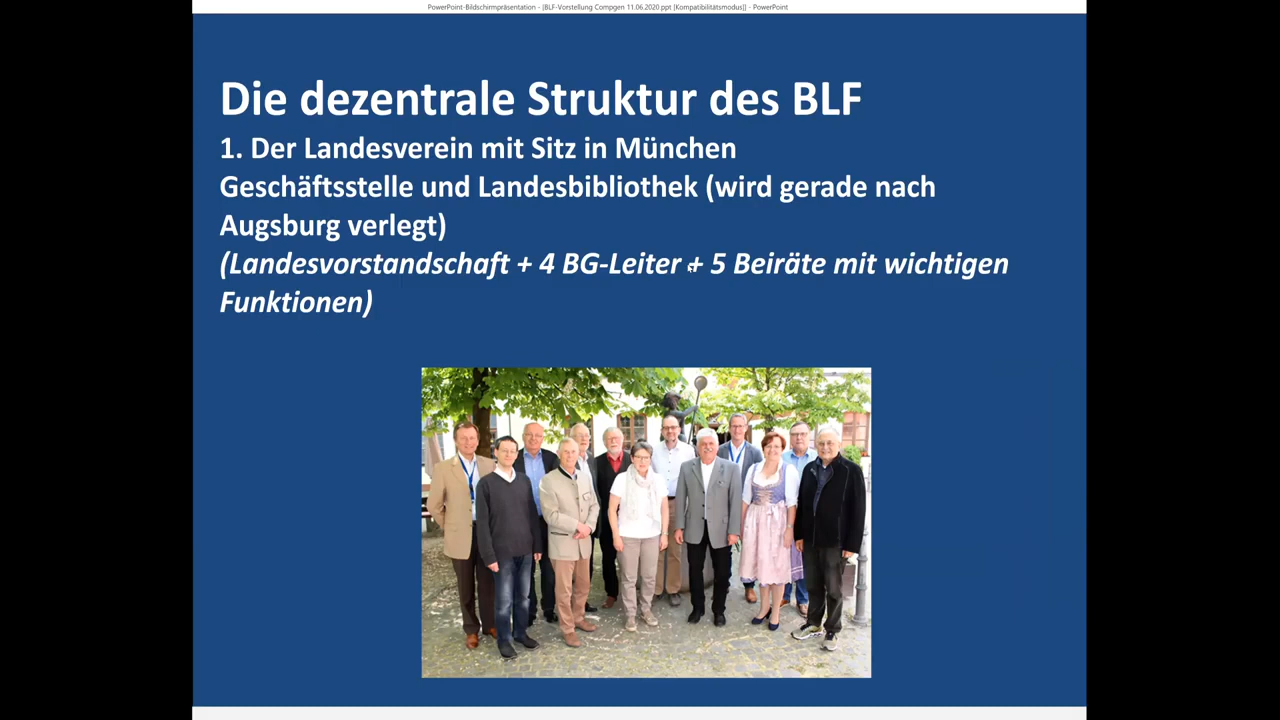 PowerPoint-Bildschirmpräsentation - [BLF-Vorstellung Compgen 11.06.2020.ppt [Kompatibilitätsmodus]] - PowerPoint
Die dezentrale Struktur des BLF
1. Der Landesverein mit Sitz in München
Geschäftsstelle und Landesbibliothek (wird gerade nach
Augsburg verlegt)
(Landesvorstandschaft + 4 BG-Leiter + 5 Beiräte mit wichtigen
Funktionen)